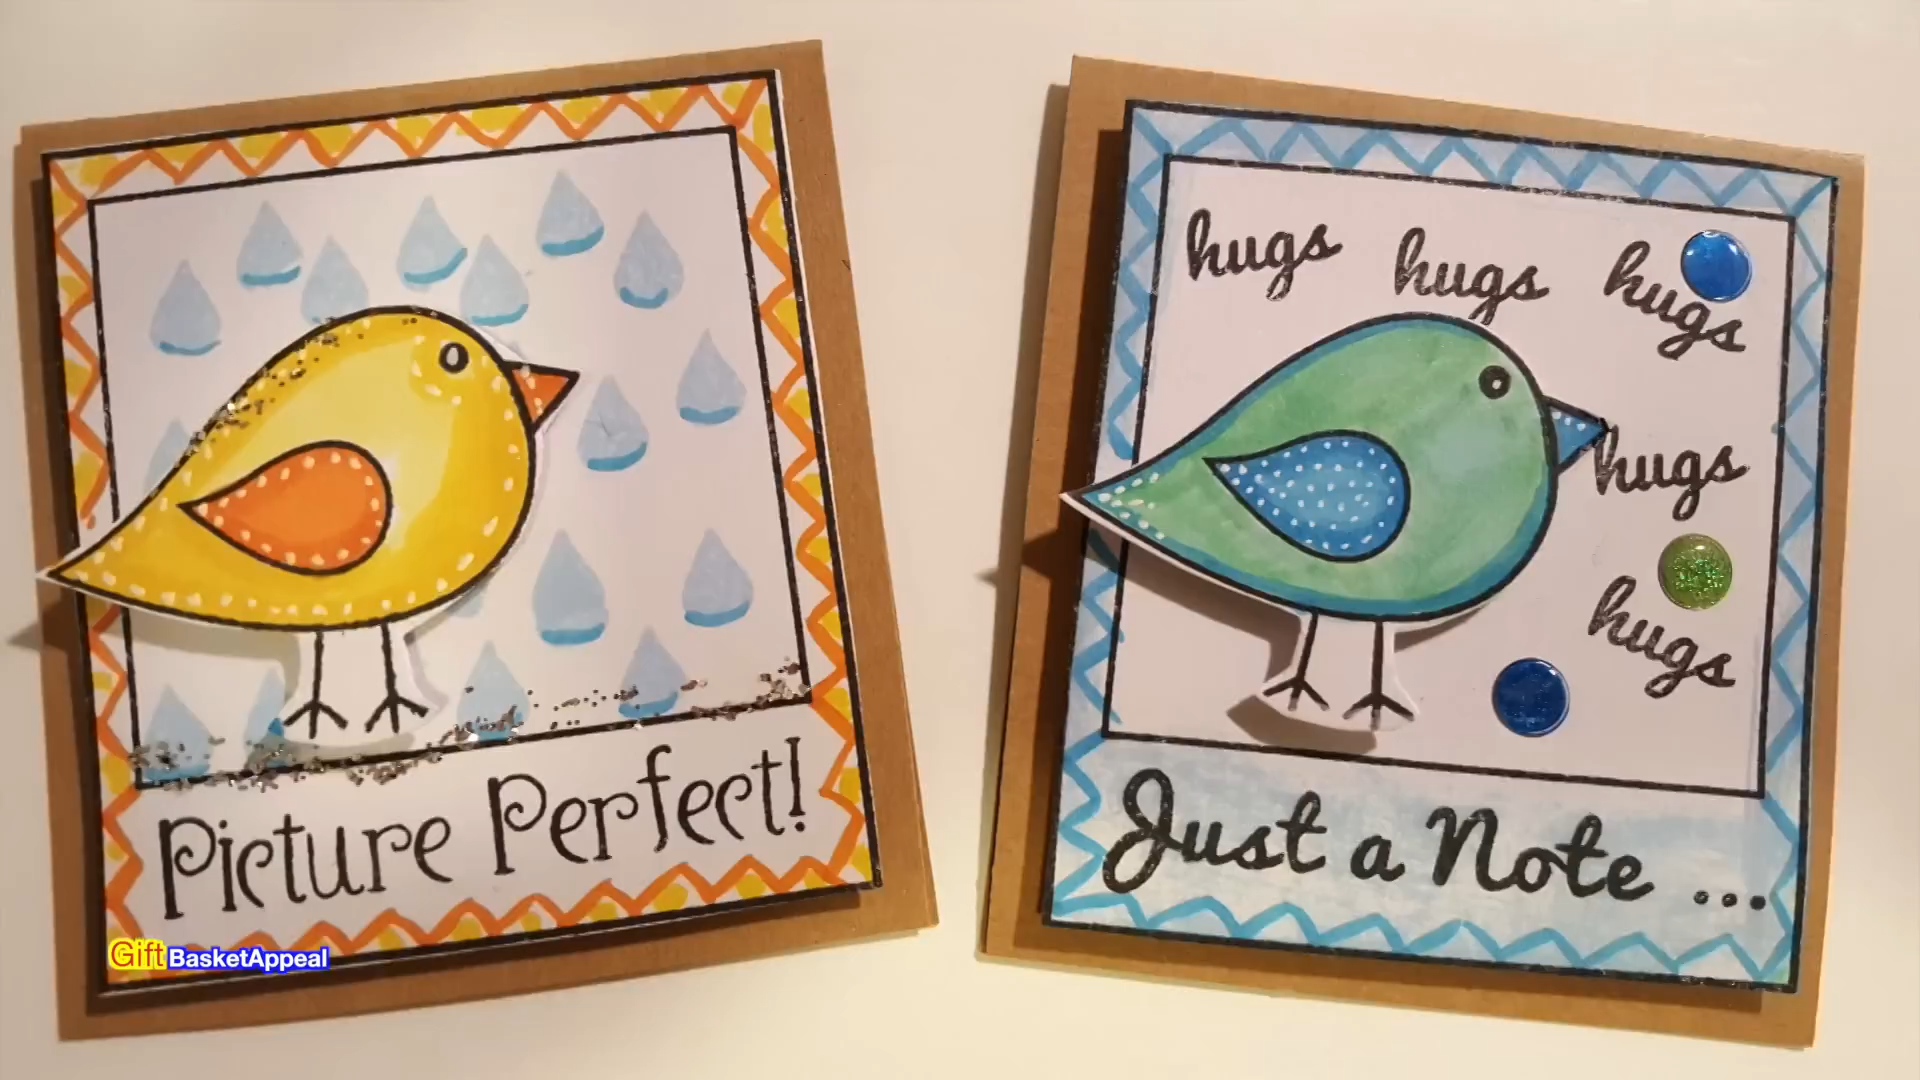 Picture Perfect!
GiftBasketAppeal
hugs hugs hugs
hugs
hugs
Just a Note ...